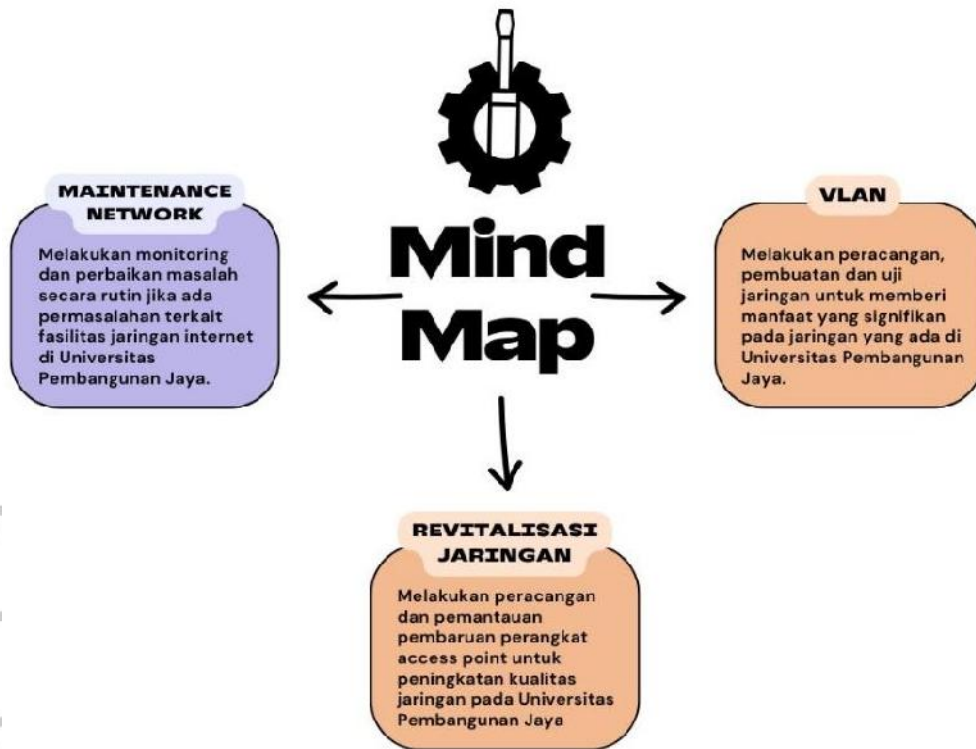 Mind
Map
MAINTENANCE
NETWORK
Melakukan monitoring
dan perbaikan masalah
secara rutin jika ada
permasalahan terkait
fasilitas jaringan internet
di Universitas
Pembangunan Jaya.
VLAN
Melakukan peracangan,
pembuatan dan uji
jaringan untuk memberi
manfaat yang signifikan
pada jaringan yang ada di
Universitas Pembangunan
Jaya.
REVITALISASI
JARINGAN
Melakukan peracangan
dan pemantauan
pembaruan perangkat
access point untuk
peningkatan kualitas
jaringan pada Universitas
Pembangunan Jaya